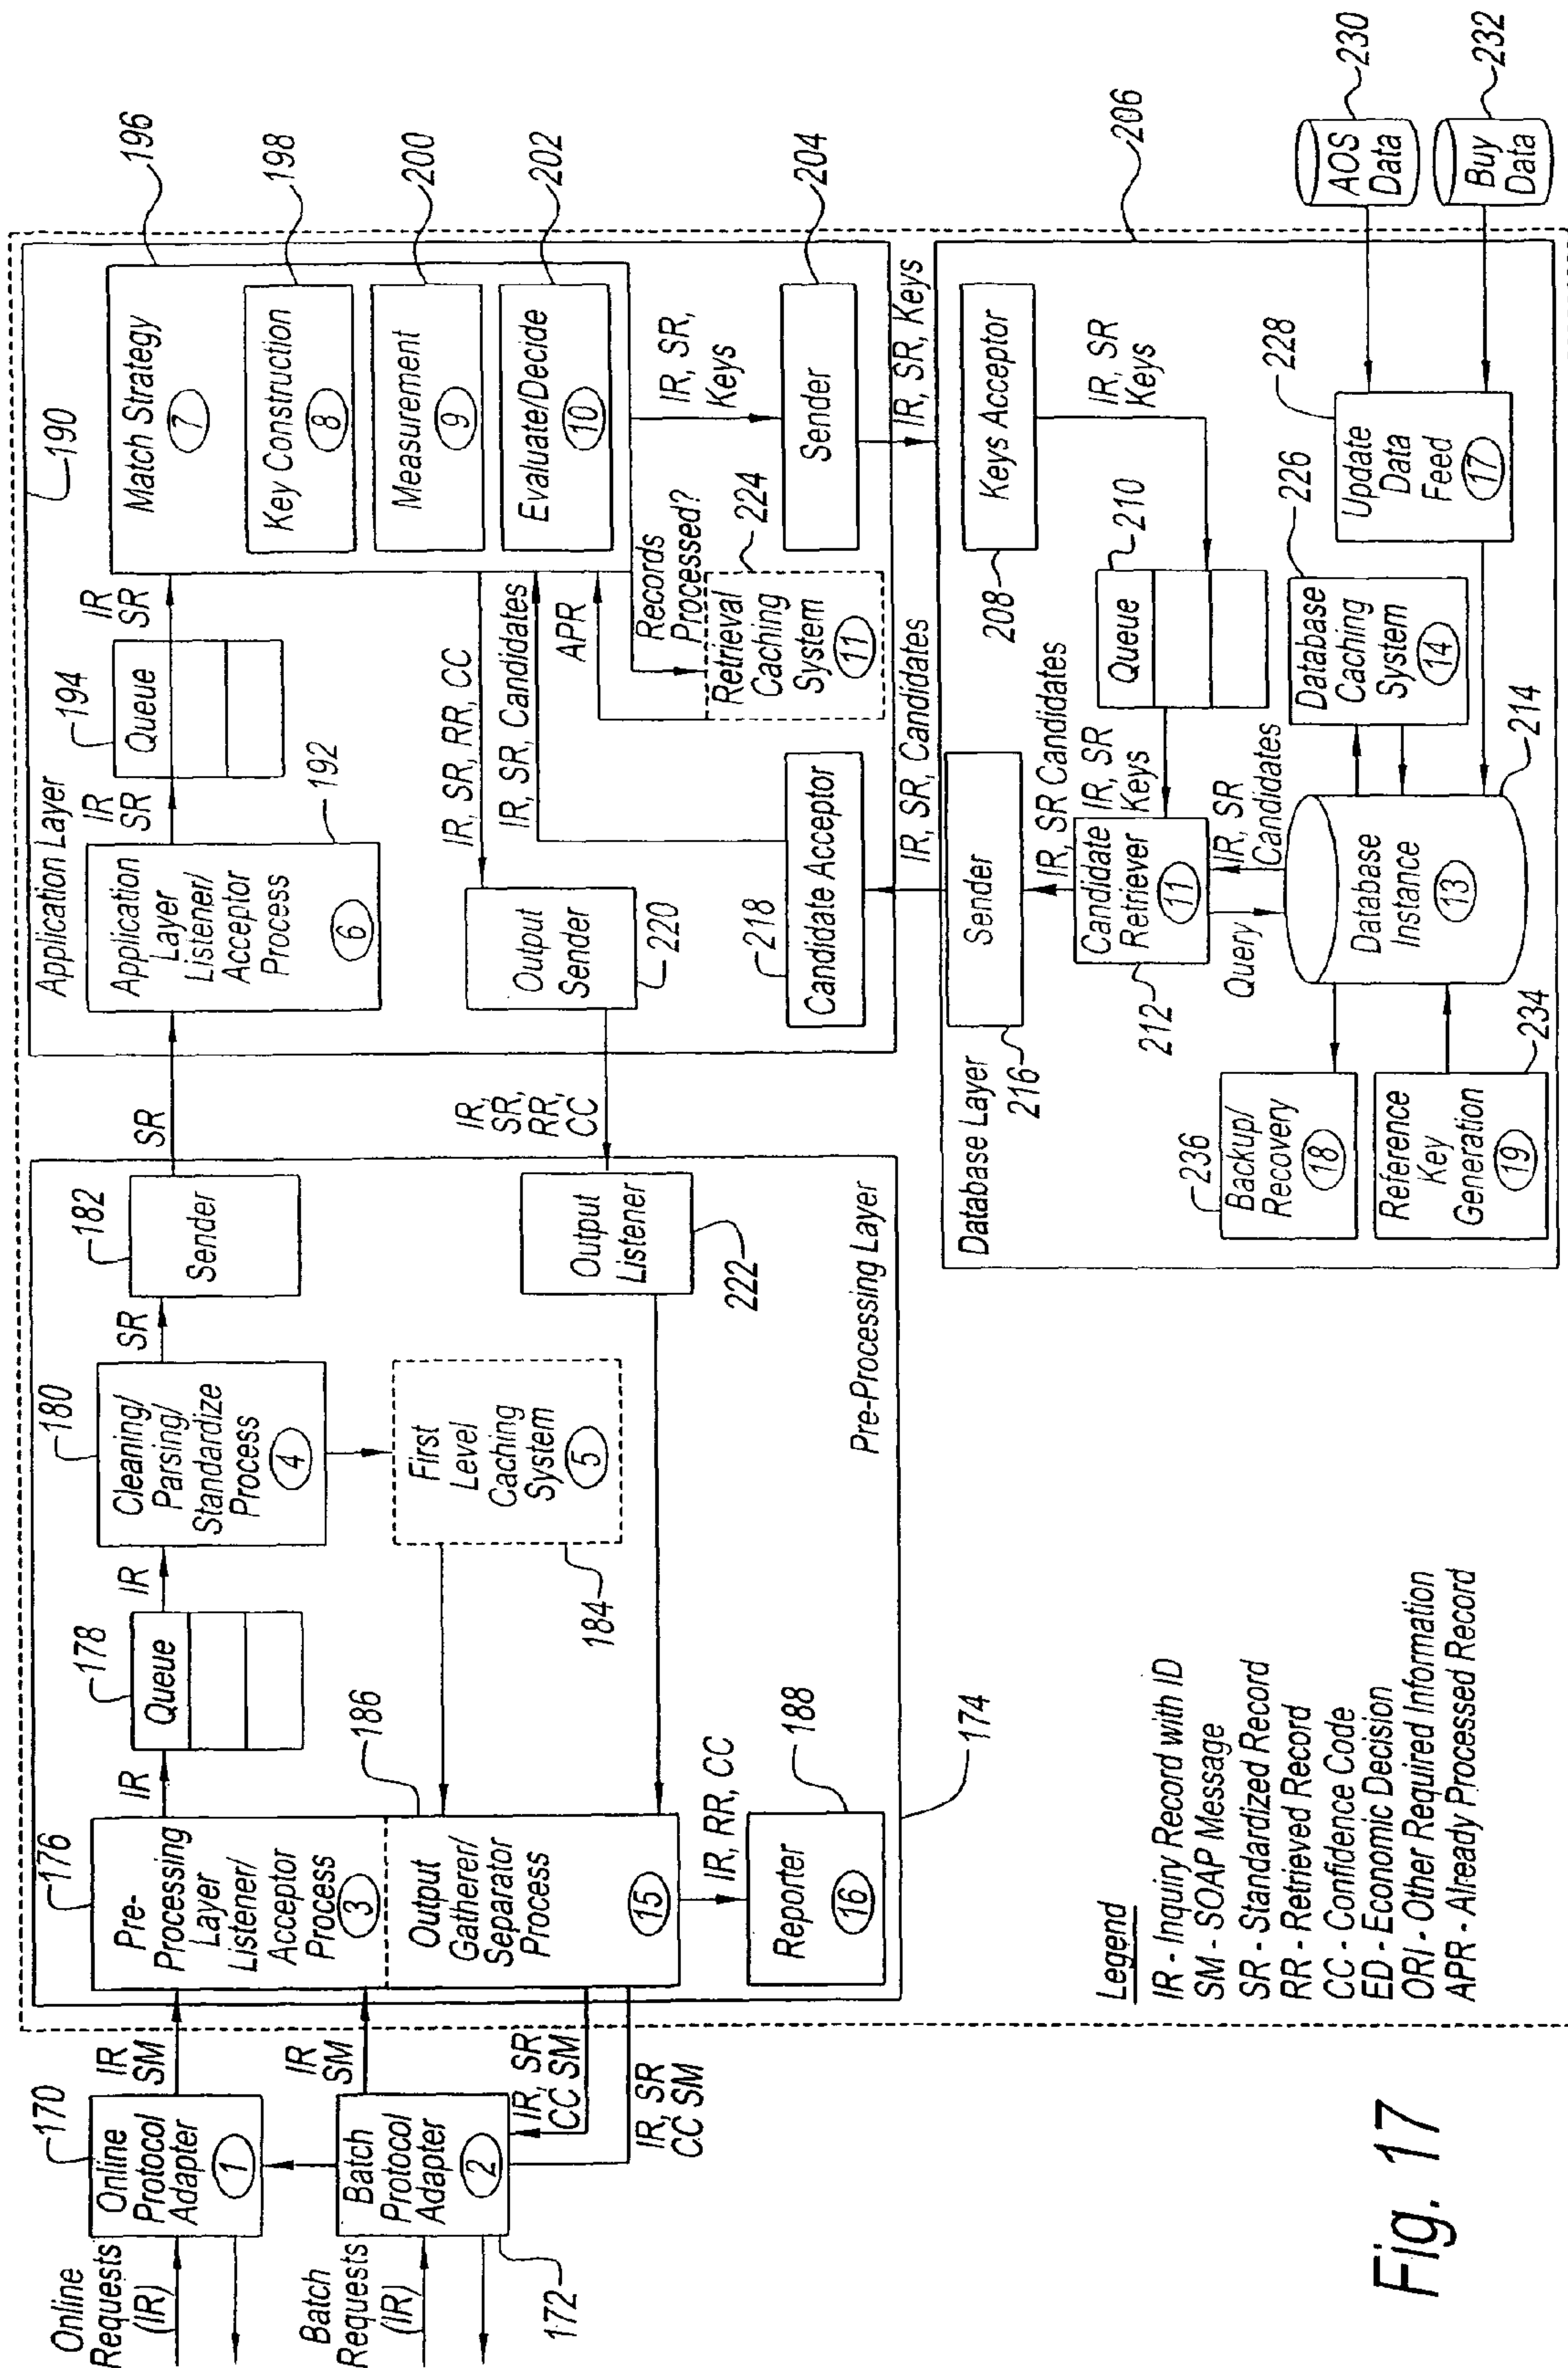 Online
Requests
(IR)
170
Online
Protocol
Adapter
1
IR
SM
Batch
Requests
(IR)
172
Batch
Protocol
Adapter
2
IR
SM
IR, SR
CC SM
IR, SR
CC SM
176
Pre-
Processing
Layer
Listener/
Acceptor
Process
3
186
Output
Gatherer/
Separator
Process
15
IR, RR, CC
188
Reporter
16
174
IR
178
Queue
IR
180
Cleaning/
Parsing/
Standardize
Process
4
First
Level
Caching
System
5
184
SR
182
Sender
Output
Listener
222
Pre-Processing Layer
SR
IR,
SR,
RR,
CC
Application Layer
190
Application
Layer
Listener/
Acceptor
Process
6
192
IR
SR
194
Queue
IR
SR
Match Strategy
7
196
Key Construction
8
198
Measurement
9
200
Evaluate/Decide
10
202
IR, SR, RR, CC
IR, SR, Candidates
Output
Sender
220
APR
Records
Processed?
224
Retrieval
Caching
System
11
IR, SR,
Keys
Sender
204
218
Candidate Acceptor
IR, SR, Candidates
IR, SR, Keys
Database Layer
206
216
Sender
IR, SR Candidates
208
Keys Acceptor
IR, SR
Keys
210
Queue
IR, SR
Keys
Candidate
Retriever
11
212
Query
IR, SR
Candidates
Database
Instance
13
214
226
Database
Caching
System
14
228
Update
Data
Feed
17
AOS
Data
230
Buy
Data
232
236
Backup/
Recovery
18
Reference
Key
Generation
19
234
Legend
IR - Inquiry Record with ID
SM - SOAP Message
SR - Standardized Record
RR - Retrieved Record
CC - Confidence Code
ED - Economic Decision
ORI - Other Required Information
APR - Already Processed Record
Fig. 17